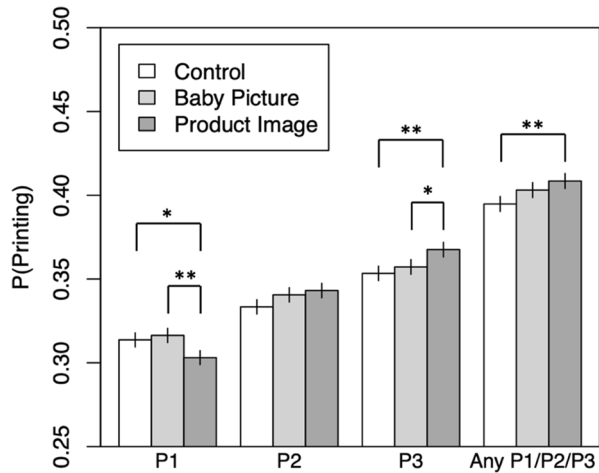 0.50
Control
Baby Picture
Product Image
0.45
**
**
0.40
*
*
**
0.35
0.30
0.25
P(Printing)
P1 P2 P3 Any P1/P2/P3